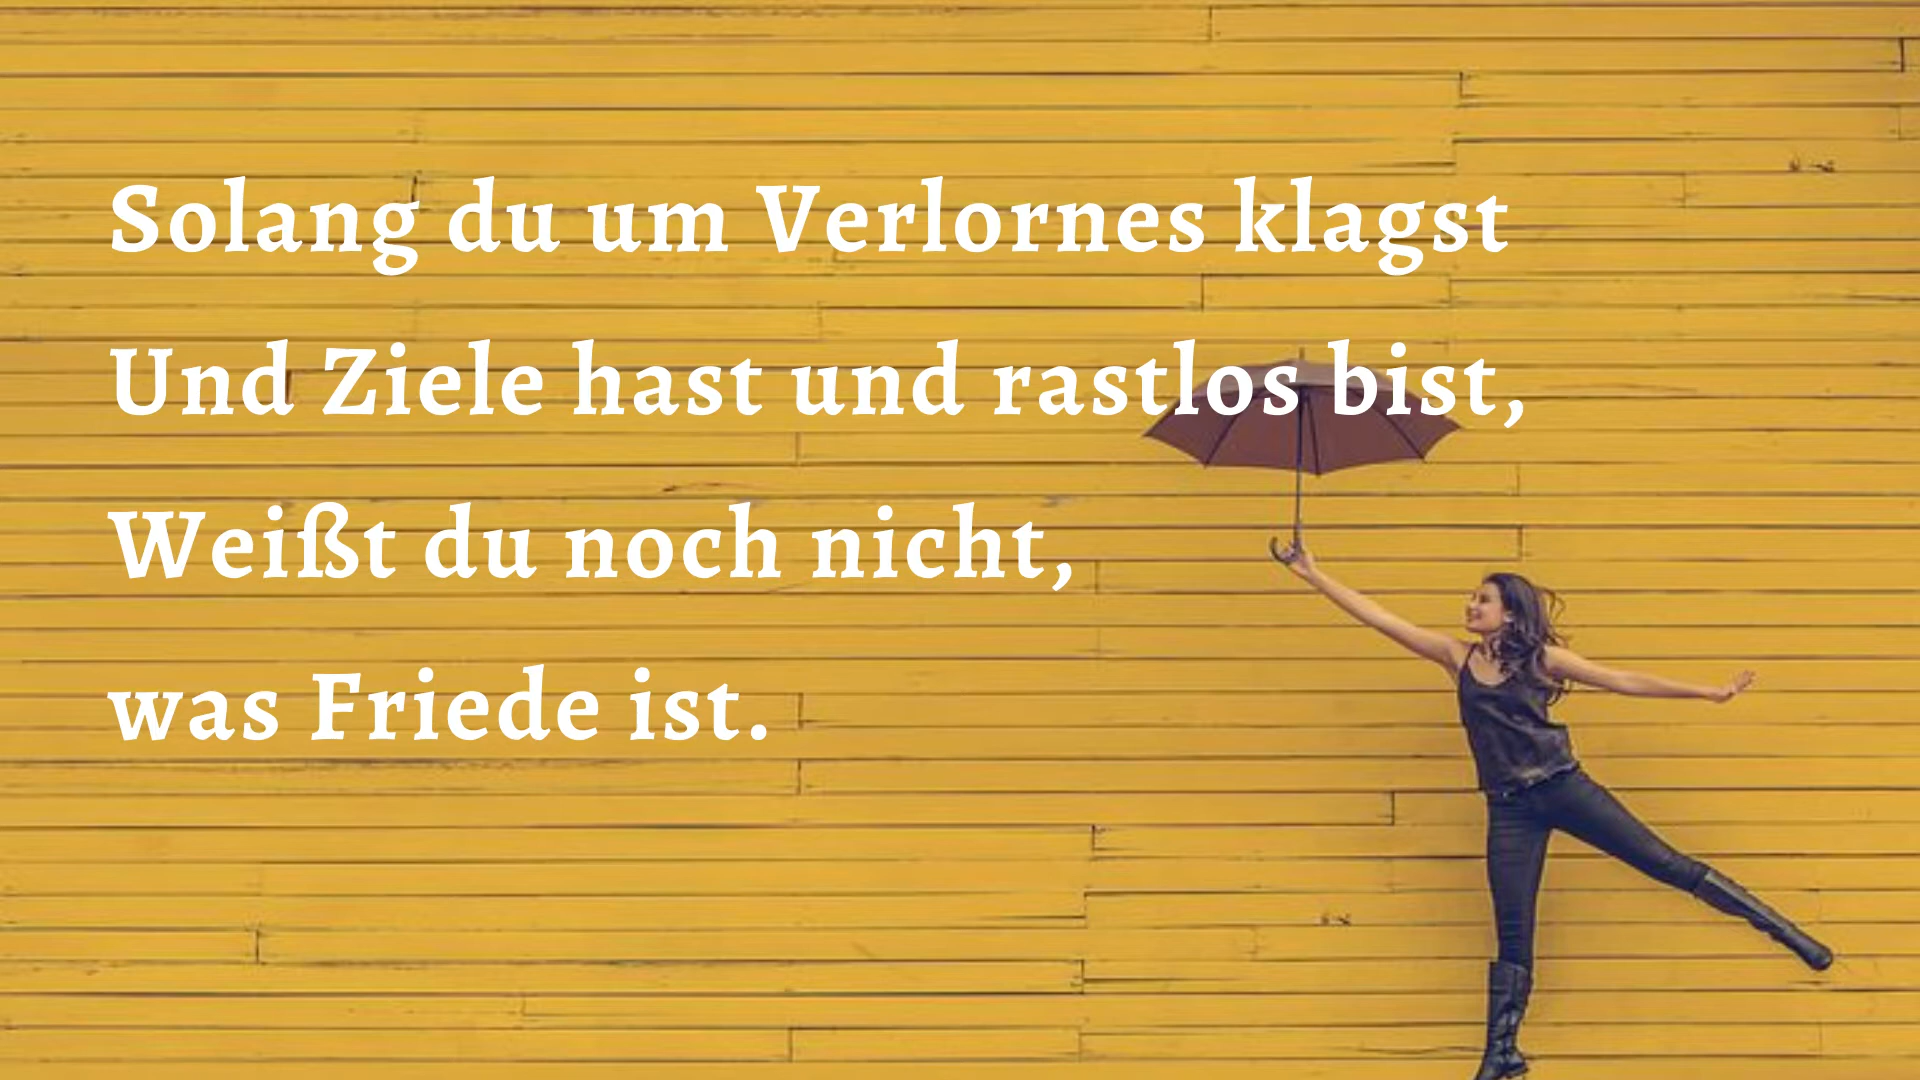 Solang du um Verlornes klagst
Und Ziele hast und rastlos bist,
Weißt du noch nicht,
was Friede ist.